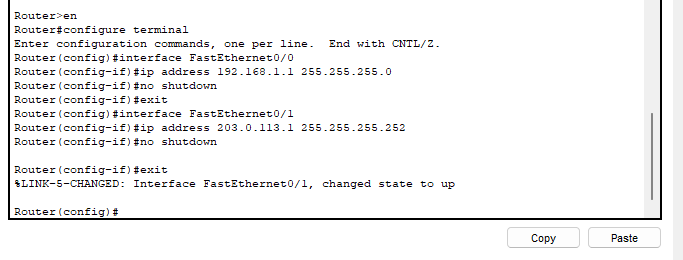 Router>en
Router#configure terminal
Enter configuration commands, one per line.  End with CNTL/Z.
Router(config)#interface FastEthernet0/0
Router(config-if)#ip address 192.168.1.1 255.255.255.0
Router(config-if)#no shutdown
Router(config-if)#exit
Router(config)#interface FastEthernet0/1
Router(config-if)#ip address 203.0.113.1 255.255.255.252
Router(config-if)#no shutdown
Router(config-if)#exit
%LINK-5-CHANGED: Interface FastEthernet0/1, changed state to up
Router(config)#
Copy Paste